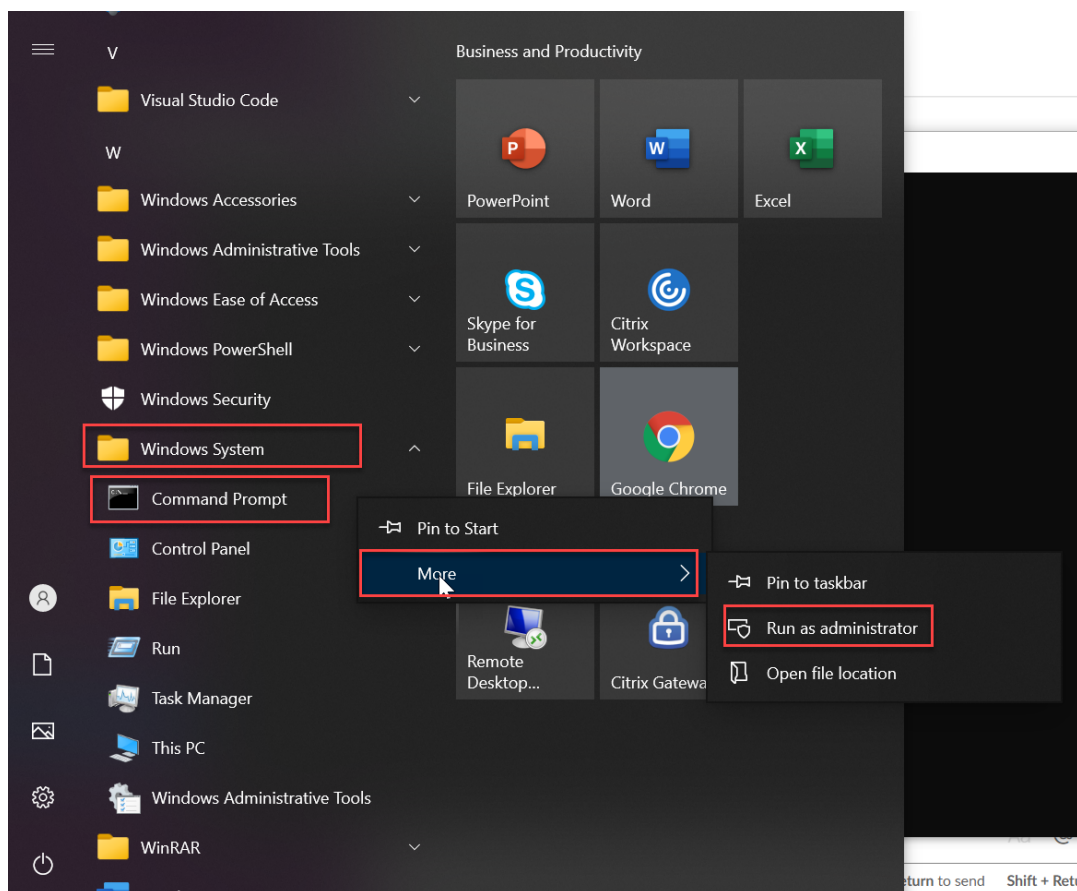 V
Visual Studio Code
W
Windows Accessories
Windows Administrative Tools
Windows Ease of Access
Windows PowerShell
Windows Security
Windows System
Command Prompt
Control Panel
File Explorer
Run
Task Manager
This PC
Windows Administrative Tools
WinRAR
Business and Productivity
PowerPoint
Word
Excel
Skype for
Business
Citrix
Workspace
File Explorer
Google Chrome
Remote
Desktop...
Citrix Gatewa
Pin to Start
More
Pin to taskbar
Run as administrator
Open file location
eturn to send
Shift + Retu